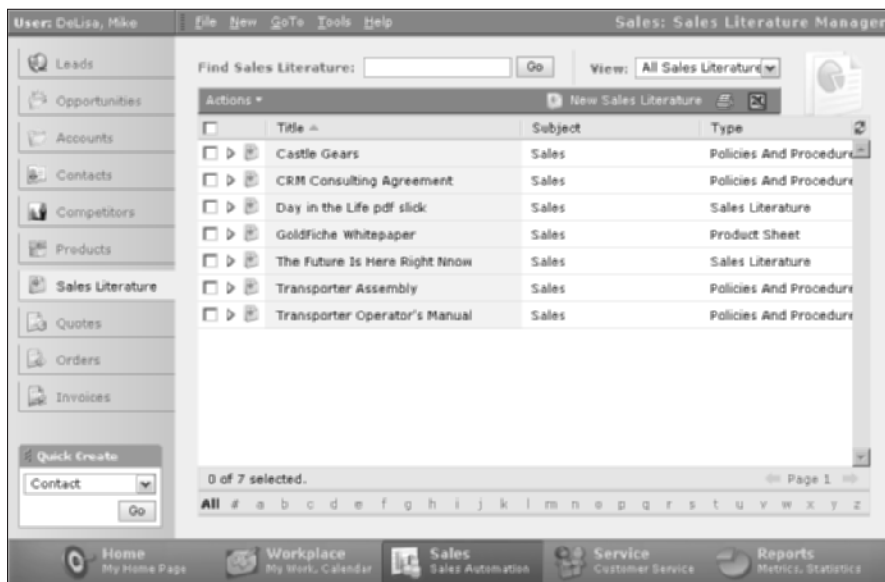 User: DeLisa, Mike
File New GoTo Tools Help
Sales: Sales Literature Manager
Leads
Opportunities
Accounts
Contacts
Competitors
Products
Sales Literature
Quotes
Orders
Invoices
Quick Create
Contact
Go
Find Sales Literature:
Go
View: All Sales Literature
Actions
New Sales Literature
Title Subject Type
Castle Gears Sales Policies And Procedure
CRM Consulting Agreement Sales Policies And Procedure
Day in the Life pdf slick Sales Sales Literature
GoldFiche Whitepaper Sales Product Sheet
The Future Is Here Right Nnow Sales Sales Literature
Transporter Assembly Sales Policies And Procedure
Transporter Operator's Manual Sales Policies And Procedure
0 of 7 selected.
Page 1
All # a b c d e f g h i j k l m n o p q r s t u v w x y z
Home
My Home Page
Workplace
My Work, Calendar
Sales
Sales Automation
Service
Customer Service
Reports
Metrics, Statistics